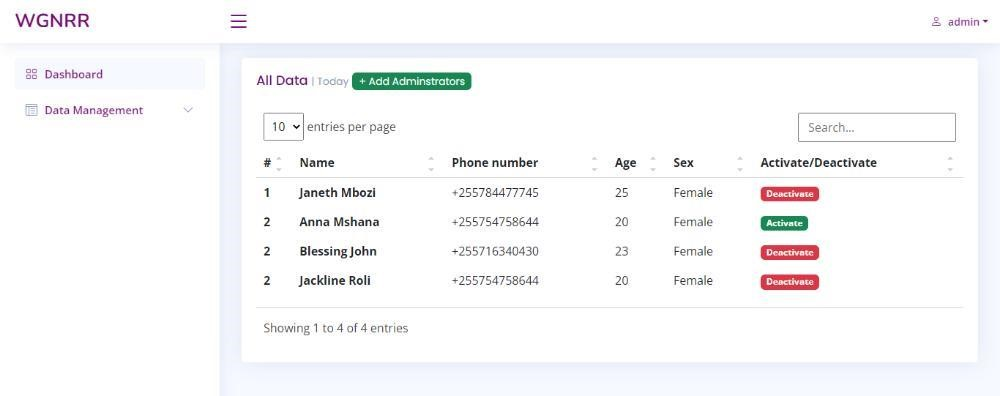 WGNRR
admin
Dashboard
Data Management
All Data | Today + Add Adminstrators
10 entries per page
Search...
# Name Phone number Age Sex Activate/Deactivate
1 Janeth Mbozi +255784477745 25 Female Deactivate
2 Anna Mshana +255754758644 20 Female Activate
2 Blessing John +255716340430 23 Female Deactivate
2 Jackline Roli +255754758644 20 Female Deactivate
Showing 1 to 4 of 4 entries